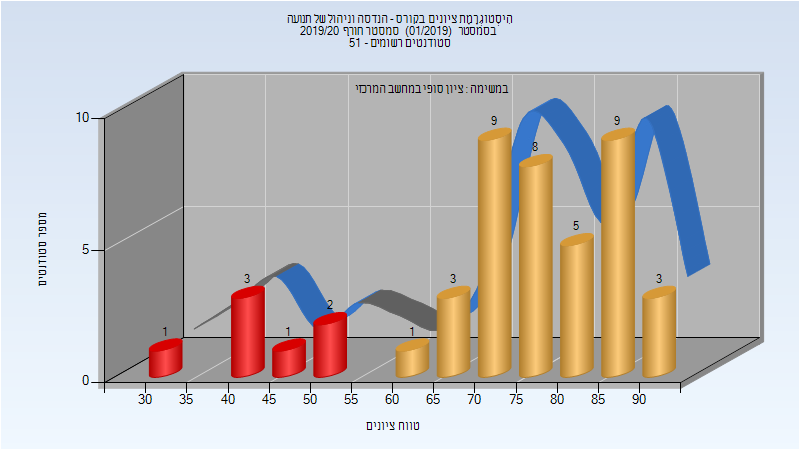 היסטוגרמת ציונים בקורס - הנדסה וניהול של תנועה
בסמסטר (01/2019) סמסטר חורף 2019/20
סטודנטים רשומים - 51
במשימה : ציון סופי במחשב המרכזי
10
5
0
מספר סטודנטים
1
3
1
2
1
3
9
8
5
9
3
30 35 40 45 50 55 60 65 70 75 80 85 90
טווח ציונים